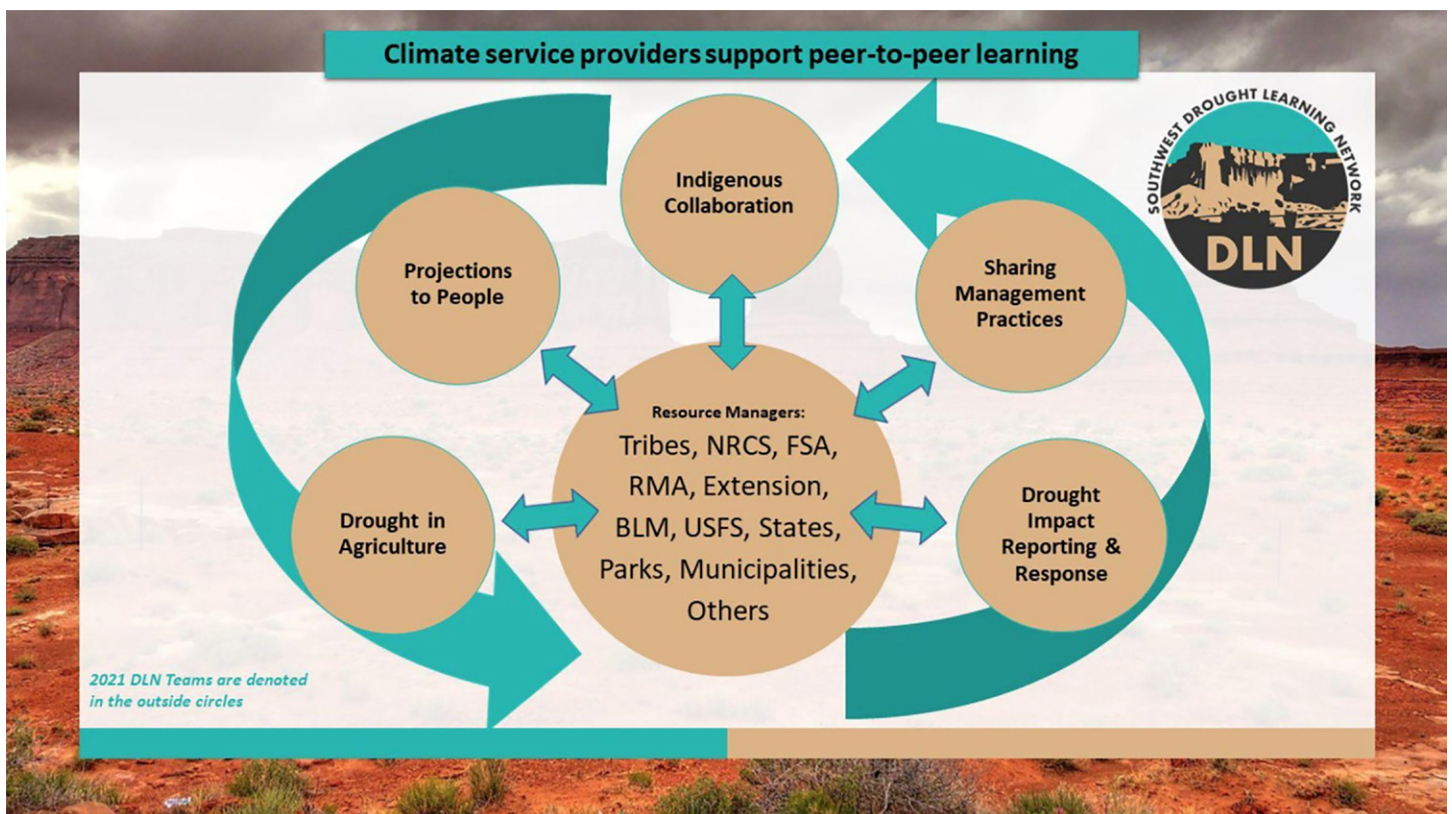 Climate service providers support peer-to-peer learning
SOUTHWEST DROUGHT LEARNING NETWORK
DLN
Indigenous
Collaboration
Projections
to People
Sharing
Management
Practices
Resource Managers:
Tribes, NRCS, FSA,
RMA, Extension,
BLM, USFS, States,
Parks, Municipalities,
Others
Drought in
Agriculture
Drought
Impact
Reporting &
Response
2021 DLN Teams are denoted
in the outside circles